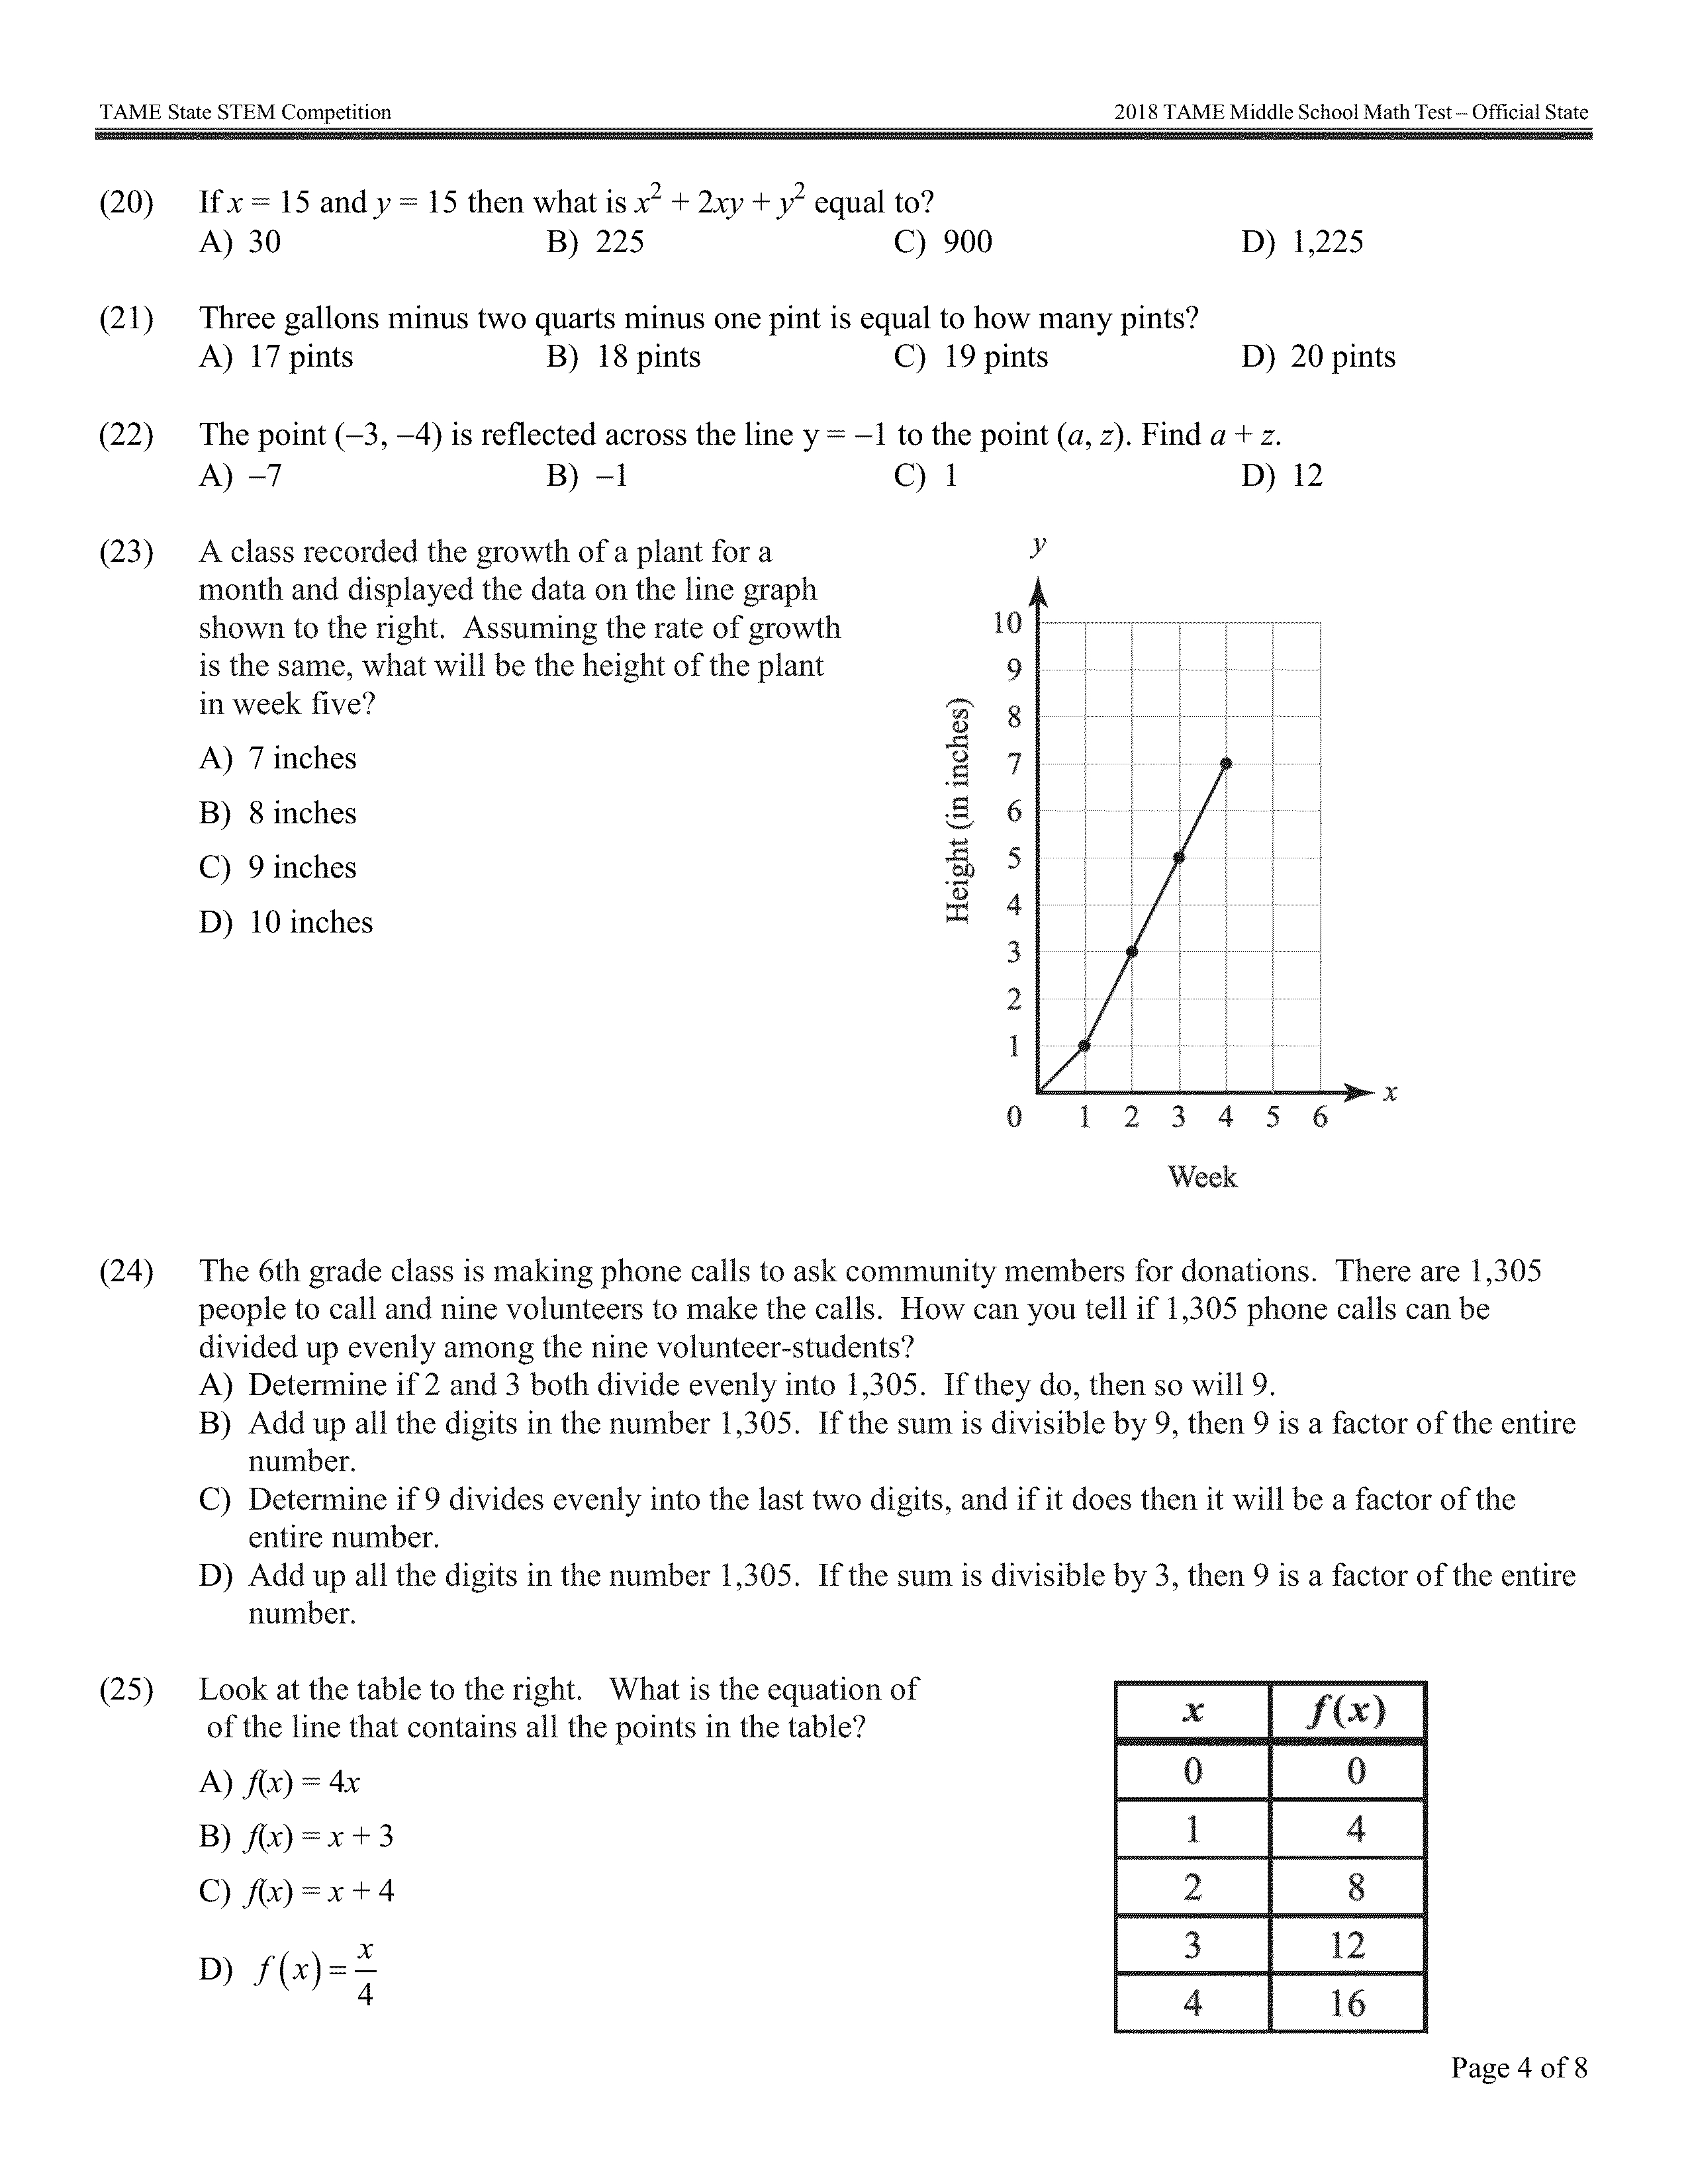 TAME State STEM Competition 2018 TAME Middle School Math Test – Official State
(20) If x = 15 and y = 15 then what is x² + 2xy + y² equal to?
A) 30 B) 225 C) 900 D) 1,225
(21) Three gallons minus two quarts minus one pint is equal to how many pints?
A) 17 pints B) 18 pints C) 19 pints D) 20 pints
(22) The point (–3, –4) is reflected across the line y = –1 to the point (a, z). Find a + z.
A) –7 B) –1 C) 1 D) 12
(23) A class recorded the growth of a plant for a
month and displayed the data on the line graph
shown to the right. Assuming the rate of growth
is the same, what will be the height of the plant
in week five?
A) 7 inches
B) 8 inches
C) 9 inches
D) 10 inches
y
10
9
8
7
6
5
4
3
2
1
Height (in inches)
x
0 1 2 3 4 5 6
Week
(24) The 6th grade class is making phone calls to ask community members for donations. There are 1,305
people to call and nine volunteers to make the calls. How can you tell if 1,305 phone calls can be
divided up evenly among the nine volunteer-students?
A) Determine if 2 and 3 both divide evenly into 1,305. If they do, then so will 9.
B) Add up all the digits in the number 1,305. If the sum is divisible by 9, then 9 is a factor of the entire
number.
C) Determine if 9 divides evenly into the last two digits, and if it does then it will be a factor of the
entire number.
D) Add up all the digits in the number 1,305. If the sum is divisible by 3, then 9 is a factor of the entire
number.
(25) Look at the table to the right. What is the equation of
of the line that contains all the points in the table?
A) f(x) = 4x
B) f(x) = x + 3
C) f(x) = x + 4
D) f(x) = x/4
x f(x)
0 0
1 4
2 8
3 12
4 16
Page 4 of 8